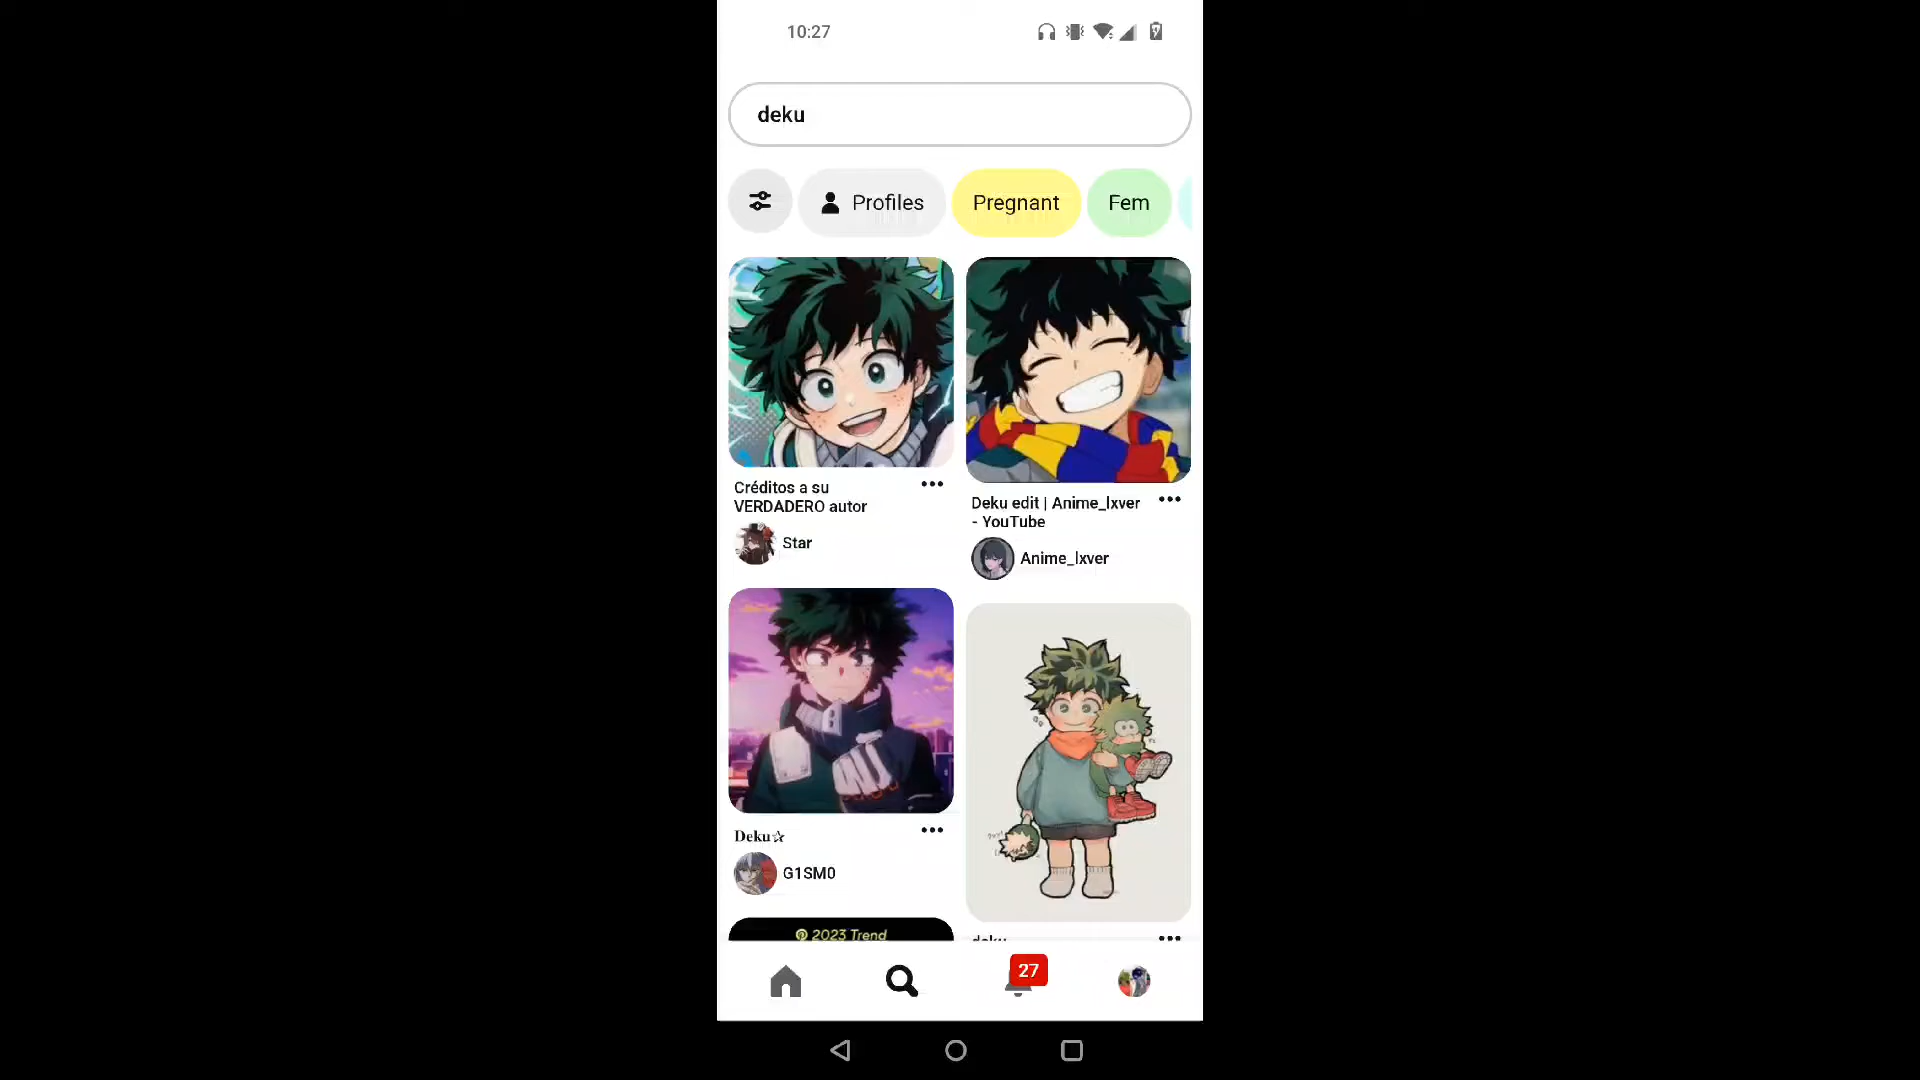 10:27
deku
Profiles
Pregnant
Fem
Créditos a su
VERDADERO autor
Star
Deku edit | Anime_lxver
- YouTube
Anime_lxver
Deku☆
G1SM0
2023 Trend
deku
27